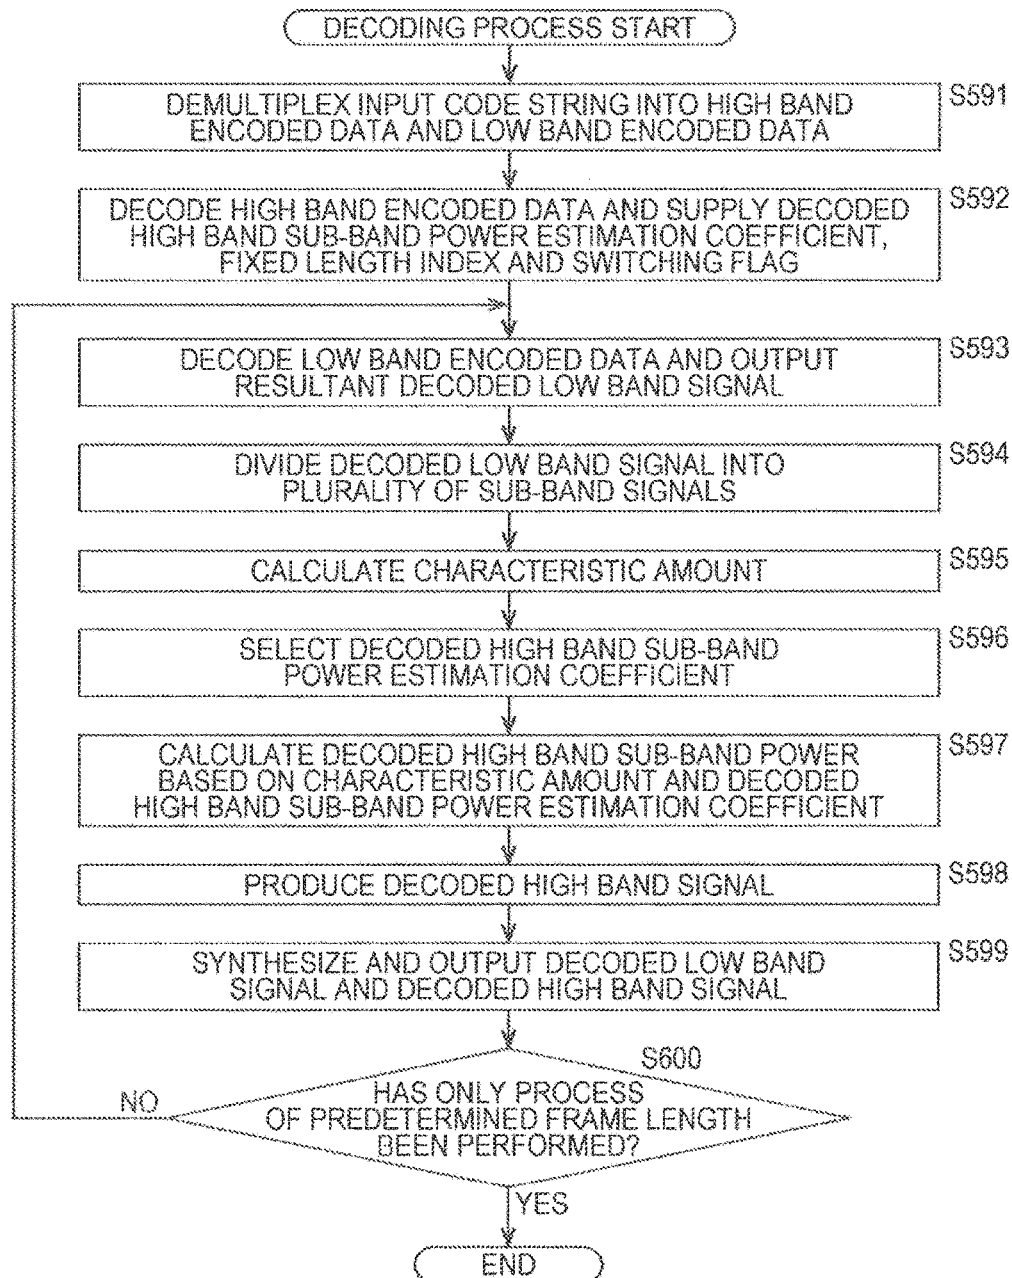 DECODING PROCESS START
S591
DEMULTIPLEX INPUT CODE STRING INTO HIGH BAND
ENCODED DATA AND LOW BAND ENCODED DATA
S592
DECODE HIGH BAND ENCODED DATA AND SUPPLY DECODED
HIGH BAND SUB-BAND POWER ESTIMATION COEFFICIENT,
FIXED LENGTH INDEX AND SWITCHING FLAG
S593
DECODE LOW BAND ENCODED DATA AND OUTPUT
RESULTANT DECODED LOW BAND SIGNAL
S594
DIVIDE DECODED LOW BAND SIGNAL INTO
PLURALITY OF SUB-BAND SIGNALS
S595
CALCULATE CHARACTERISTIC AMOUNT
S596
SELECT DECODED HIGH BAND SUB-BAND
POWER ESTIMATION COEFFICIENT
S597
CALCULATE DECODED HIGH BAND SUB-BAND POWER
BASED ON CHARACTERISTIC AMOUNT AND DECODED
HIGH BAND SUB-BAND POWER ESTIMATION COEFFICIENT
S598
PRODUCE DECODED HIGH BAND SIGNAL
S599
SYNTHESIZE AND OUTPUT DECODED LOW BAND
SIGNAL AND DECODED HIGH BAND SIGNAL
S600
HAS ONLY PROCESS
OF PREDETERMINED FRAME LENGTH
BEEN PERFORMED?
NO
YES
END